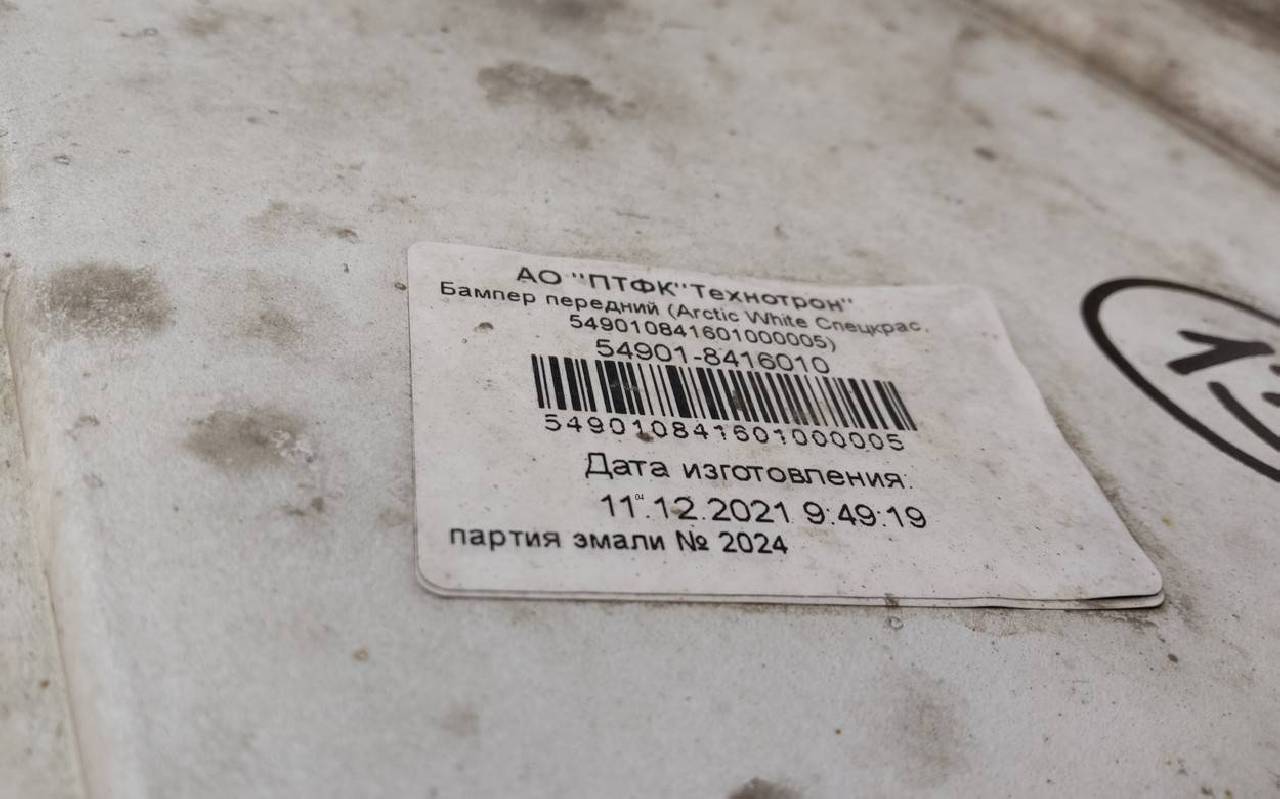 АО "ПТФК"Технотрон"
Бампер передний (Arctic White Спецкрас.
549010841601000005)
54901-8416010
549010841601000005
Дата изготовления:
11.12.2021 9:49:19
партия эмали № 2024